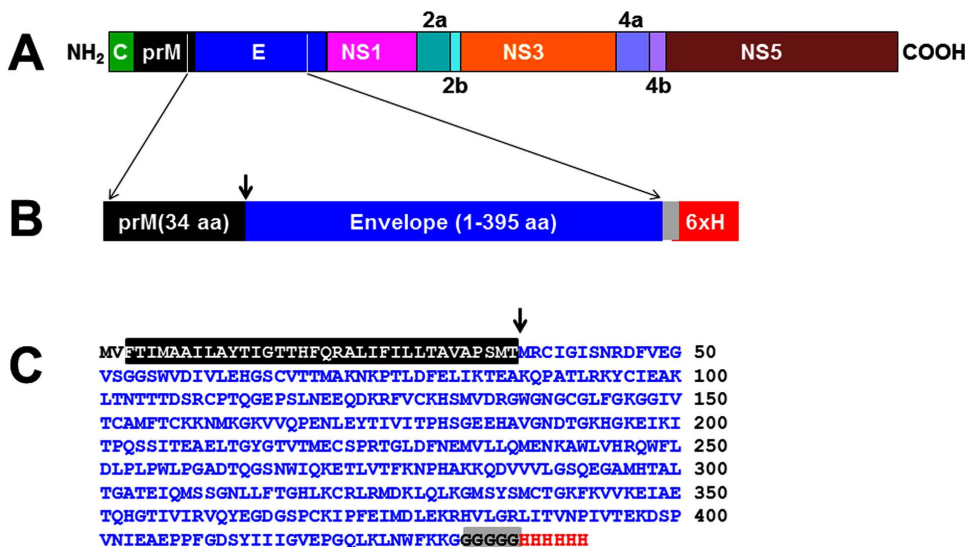 A
2a 4a
NH2 C prM E NS1 NS3 NS5 COOH
2b 4b
B
prM(34 aa) Envelope (1-395 aa) 6xH
C
MVFTIMAAILAYTIGTTHFQRALIFILLTAVAPSMTMRCIGISNRDFVEG 50
VSGGSWVDIVLEHGSCVTTMAKNKPTLDFELIKTEAKQPATLRKYCIEAK 100
LTNTTTDSRCPTQGEPSLNEEQDKRFVCKHSMVDRGWGNGCGLFGKGGIV 150
TCAMFTCKKNMKGKVVQPENLEYTIVITPHSGEEHAVGNDTGKHGKEIKI 200
TPQSSITEAELTGYGTVTMECSPRTGLDFNEMVLLQMENKAWLVHRQWFL 250
DLPLPWLPGADTQGSNWIQKETLVTFKNPHAKKQDVVVLGSQEGAMHTAL 300
TGATEIQMSSGNLLFTGHLKCRLRMDKLQLKGMSYSMCTGKFKVVKEIAE 350
TQHGTIVIRVQYEGDGSPCKIPFEIMDLEKRHVLGRLITVNPIVTEKDSP 400
VNIEAEPPFGDSYIIIGVEPGQLKLNWFKKGGGGGGHHHHHH